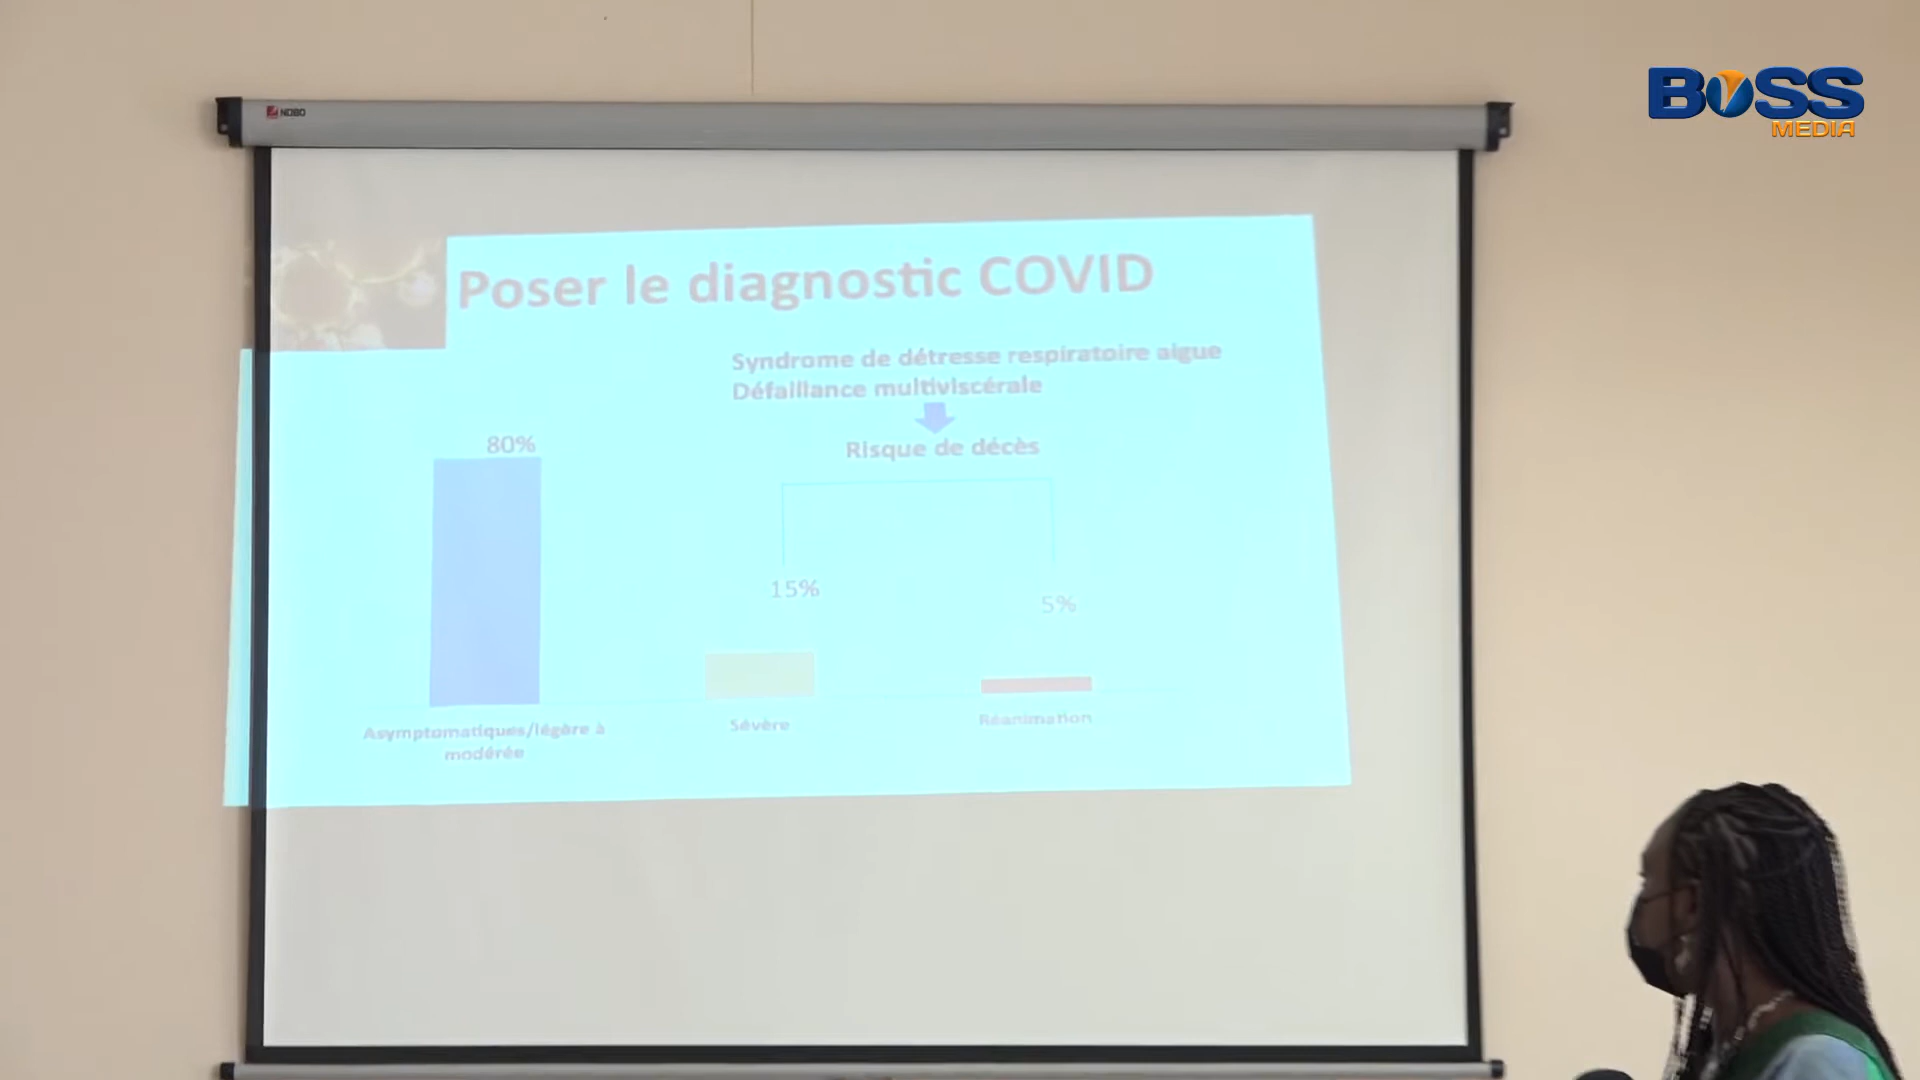 NOBO
BOSS
MEDIA
Poser le diagnostic COVID
Syndrome de détresse respiratoire aigue
Défaillance multiviscérale
Risque de décès
80%
15%
5%
Asymptomatiques/légère à
modérée
Sévère
Réanimation